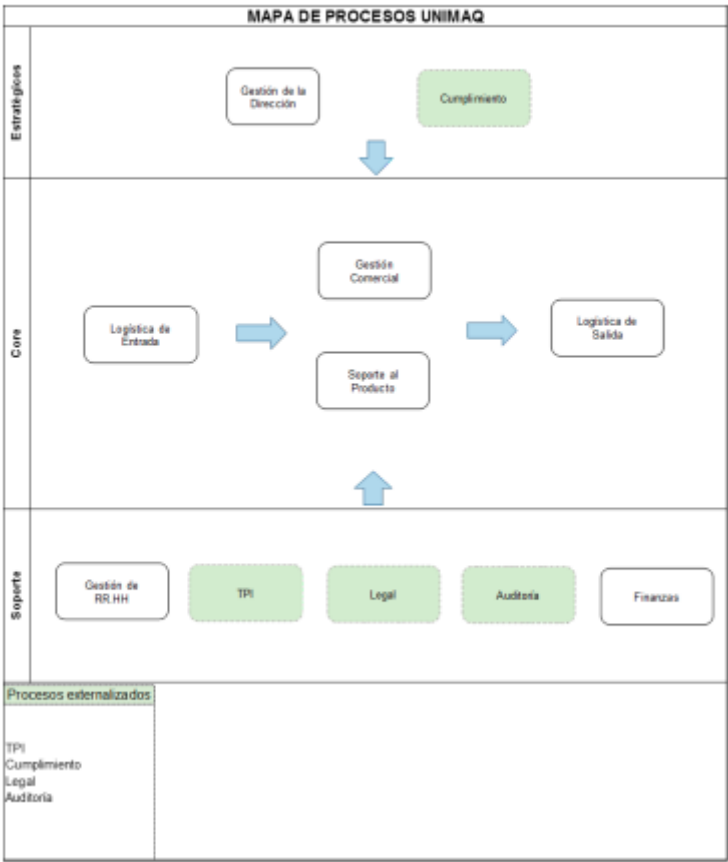 MAPA DE PROCESOS UNIMAQ
Estratégicos
Gestión de la
Dirección
Cumplimiento
Core
Gestión
Comercial
Logística de
Entrada
Logística de
Salida
Soporte al
Producto
Soporte
Gestión de
RR.HH
TPI
Legal
Auditoría
Finanzas
Procesos externalizados
TPI
Cumplimiento
Legal
Auditoría